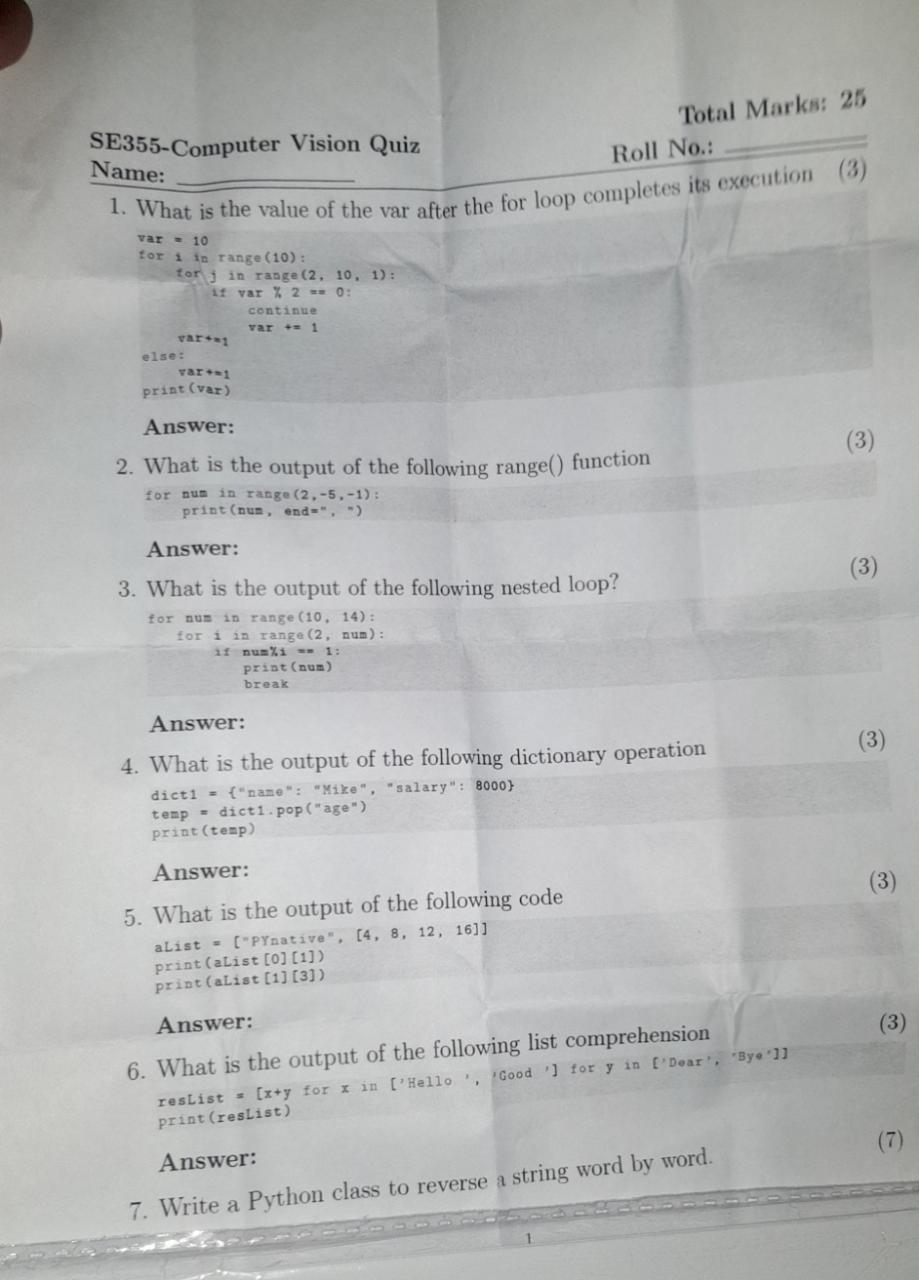 Total Marks: 25
SE355-Computer Vision Quiz
Roll No.:
Name:
1. What is the value of the var after the for loop completes its execution (3)
var = 10
for i in range(10):
    for j in range(2, 10, 1):
        if var % 2 == 0:
            continue
            var += 1
    var+=1
else:
    var+=1
print(var)
Answer:
2. What is the output of the following range() function (3)
for num in range(2,-5,-1):
    print(num, end=", ")
Answer:
3. What is the output of the following nested loop? (3)
for num in range(10, 14):
    for i in range(2, num):
        if num%i == 1:
            print(num)
            break
Answer:
4. What is the output of the following dictionary operation (3)
dict1 = {"name": "Mike", "salary": 8000}
temp = dict1.pop("age")
print(temp)
Answer:
5. What is the output of the following code (3)
aList = ["PYnative", [4, 8, 12, 16]]
print(aList[0][1])
print(aList[1][3])
Answer:
6. What is the output of the following list comprehension (3)
resList = [x+y for x in ['Hello ', 'Good '] for y in ['Dear', 'Bye']]
print(resList)
Answer:
7. Write a Python class to reverse a string word by word. (7)
1